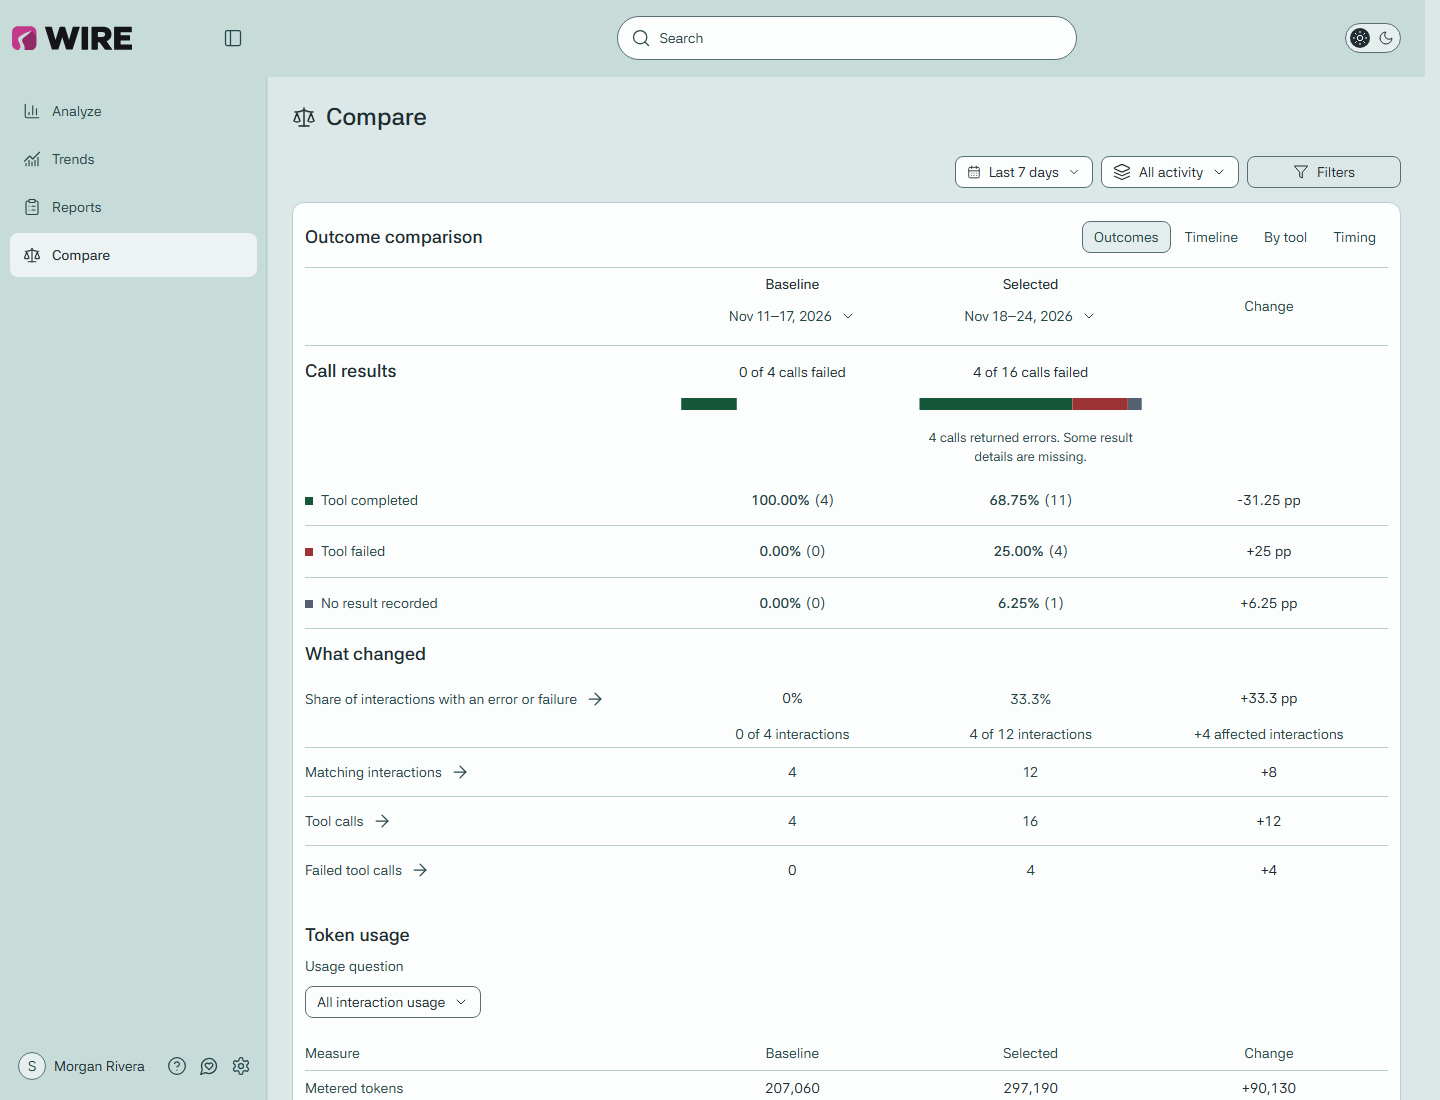 WIRE
Search
Analyze
Trends
Reports
Compare
Compare
Last 7 days
All activity
Filters
Outcome comparison
Outcomes
Timeline
By tool
Timing
Baseline
Selected
Nov 11–17, 2026
Nov 18–24, 2026
Change
Call results
0 of 4 calls failed
4 of 16 calls failed
4 calls returned errors. Some result
details are missing.
Tool completed
100.00% (4)
68.75% (11)
-31.25 pp
Tool failed
0.00% (0)
25.00% (4)
+25 pp
No result recorded
0.00% (0)
6.25% (1)
+6.25 pp
What changed
Share of interactions with an error or failure
0%
33.3%
+33.3 pp
0 of 4 interactions
4 of 12 interactions
+4 affected interactions
Matching interactions
4
12
+8
Tool calls
4
16
+12
Failed tool calls
0
4
+4
Token usage
Usage question
All interaction usage
Measure
Baseline
Selected
Change
Metered tokens
207,060
297,190
+90,130
S
Morgan Rivera